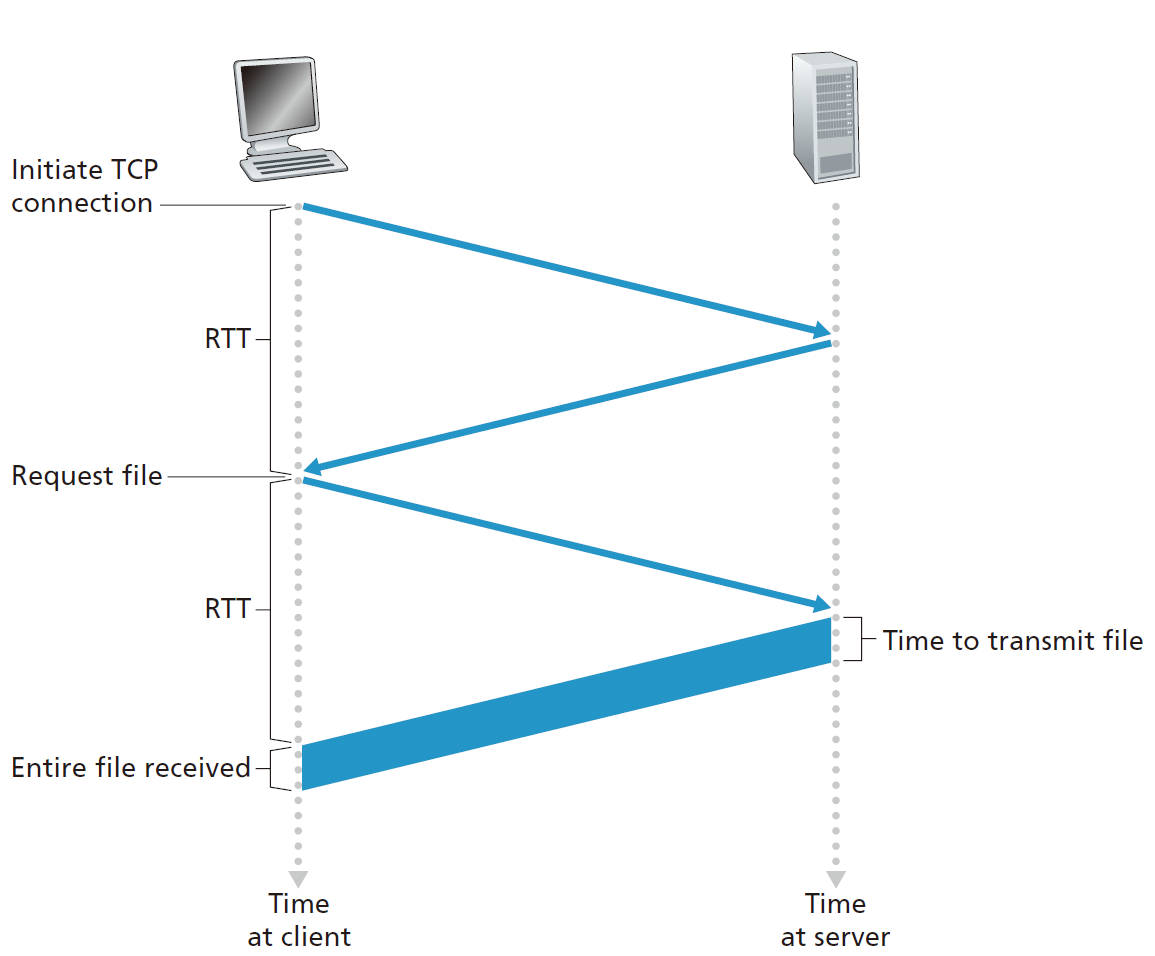 Initiate TCP
connection
RTT
Request file
RTT
Time to transmit file
Entire file received
Time
at client
Time
at server